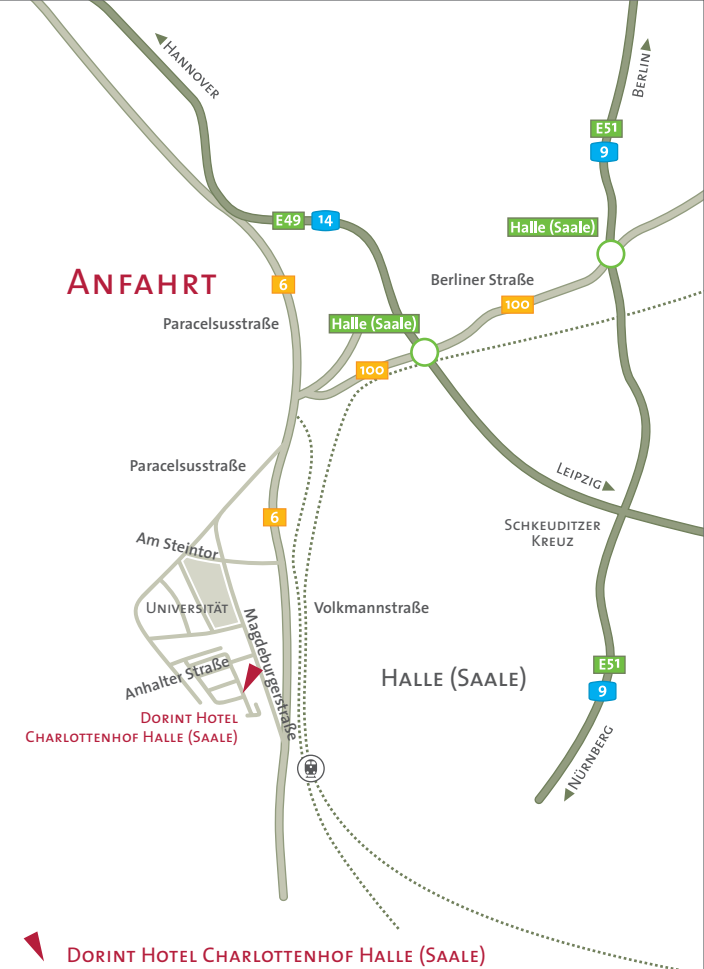 HANNOVER
BERLIN
E51
9
E49
14
Halle (Saale)
ANFAHRT
6
Berliner Straße
100
Paracelsusstraße
Halle (Saale)
100
Paracelsusstraße
LEIPZIG
6
SCHKEUDITZER
KREUZ
Am Steintor
UNIVERSITÄT
Magdeburgerstraße
Volkmannstraße
Anhalter Straße
HALLE (SAALE)
E51
9
DORINT HOTEL
CHARLOTTENHOF HALLE (SAALE)
NÜRNBERG
DORINT HOTEL CHARLOTTENHOF HALLE (SAALE)